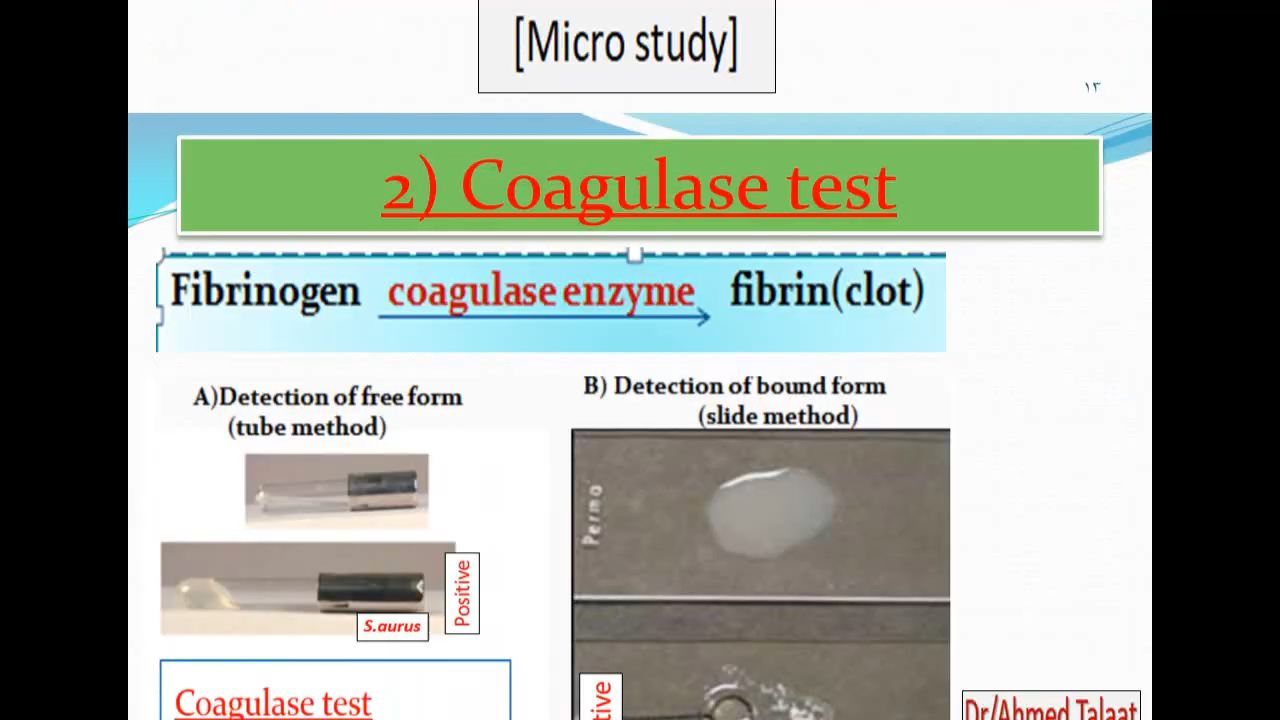 [Micro study]
١٣
2) Coagulase test
Fibrinogen coagulase enzyme fibrin(clot)
A)Detection of free form
(tube method)
B) Detection of bound form
(slide method)
Permo
Positive
S.aurus
Coagulase test
Dr/Ahmed Talaat